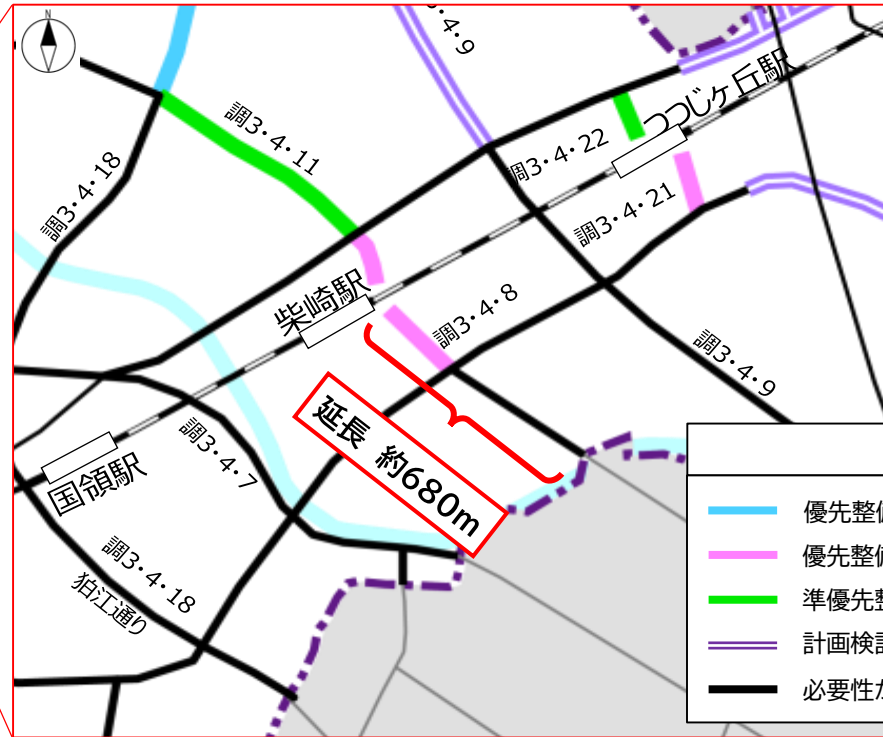 N
3・4・9
つつじヶ丘駅
調3・4・11
調3・4・22
調3・4・18
調3・4・21
柴崎駅
調3・4・8
調3・4・9
延長 約680m
調3・4・7
国領駅
調3・4・18
狛江通り
優先整備
優先整備
準優先整
計画検討
必要性が